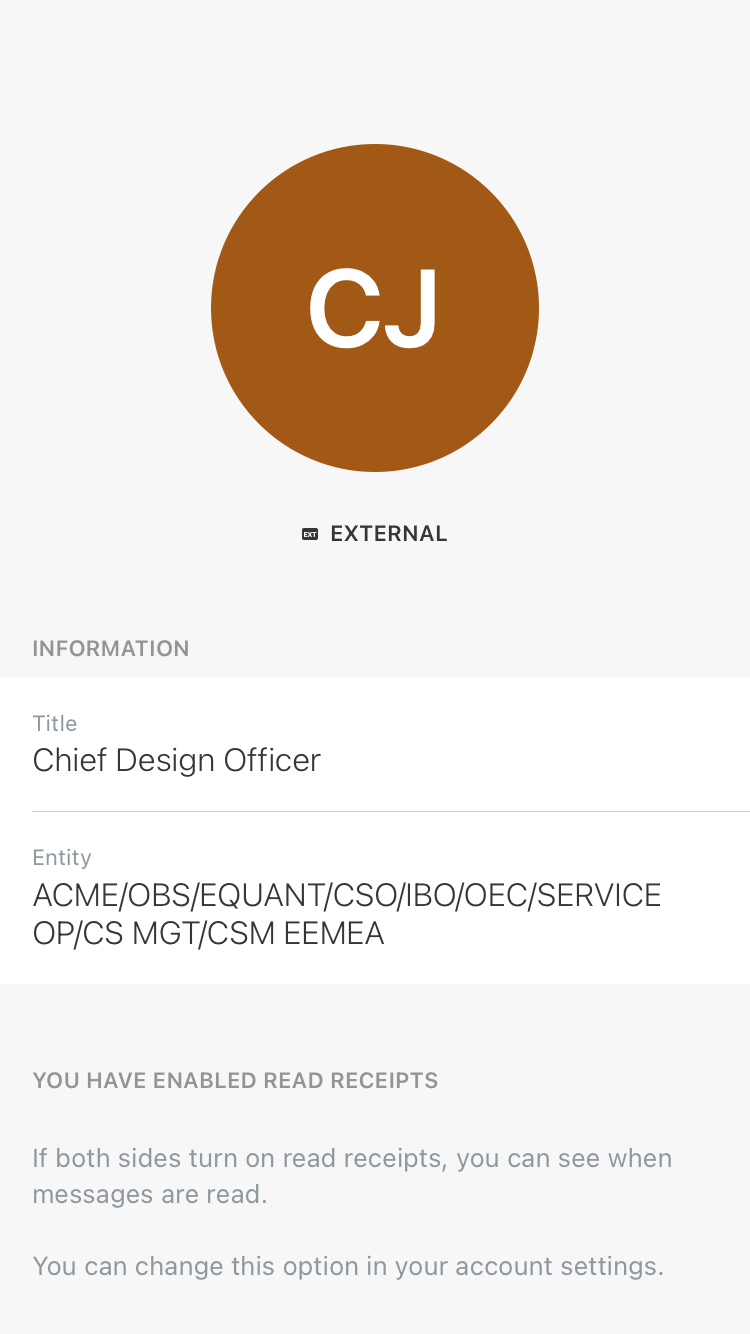 CJ
EXT EXTERNAL
INFORMATION
Title
Chief Design Officer
Entity
ACME/OBS/EQUANT/CSO/IBO/OEC/SERVICE
OP/CS MGT/CSM EEMEA
YOU HAVE ENABLED READ RECEIPTS
If both sides turn on read receipts, you can see when
messages are read.
You can change this option in your account settings.